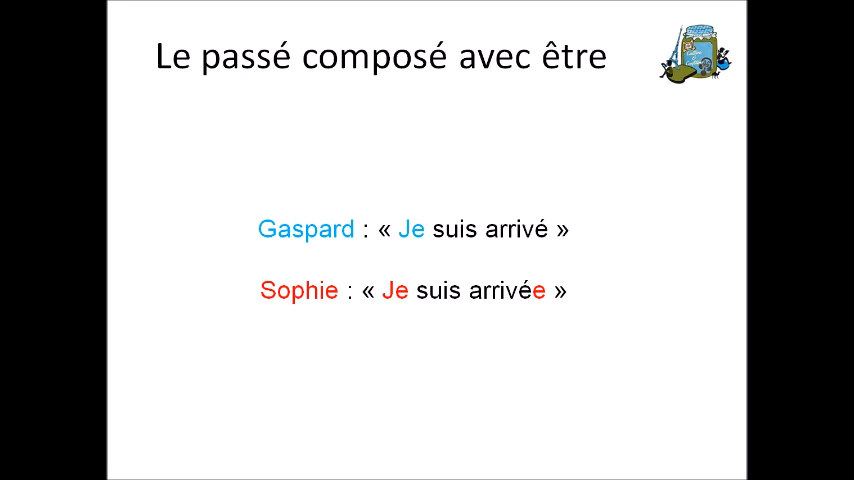 Le passé composé avec être
Gaspard : « Je suis arrivé »
Sophie : « Je suis arrivée »